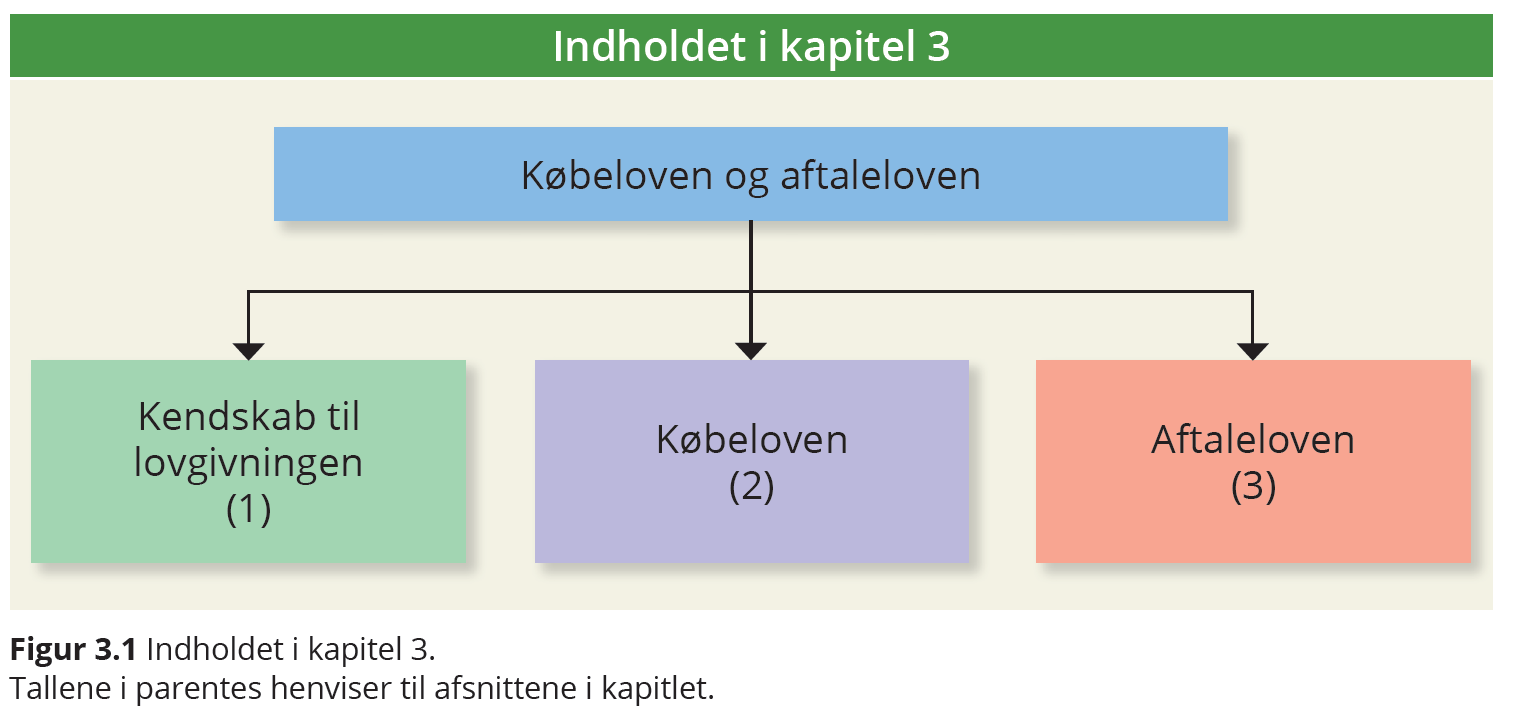 Indholdet i kapitel 3
Købeloven og aftaleloven
Kendskab til
lovgivningen
(1)
Købeloven
(2)
Aftaleloven
(3)
Figur 3.1 Indholdet i kapitel 3.
Tallene i parentes henviser til afsnittene i kapitlet.